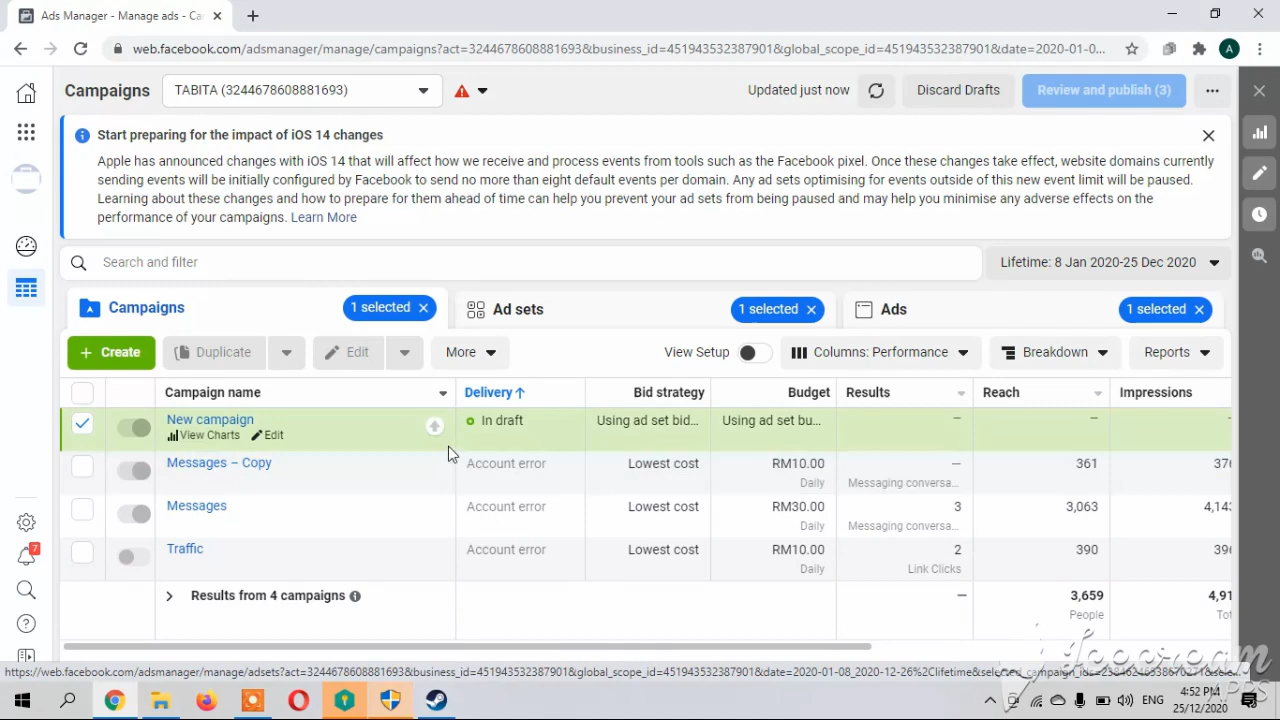 Ads Manager - Manage ads - Ca
web.facebook.com/adsmanager/manage/campaigns?act=3244678608881693&business_id=451943532387901&global_scope_id=451943532387901&date=2020-01-0...
A
Campaigns
TABITA (3244678608881693)
Updated just now
Discard Drafts
Review and publish (3)
Start preparing for the impact of iOS 14 changes
Apple has announced changes with iOS 14 that will affect how we receive and process events from tools such as the Facebook pixel. Once these changes take effect, website domains currently
sending events will be initially configured by Facebook to send no more than eight default events per domain. Any ad sets optimising for events outside of this new event limit will be paused.
Learning about these changes and how to prepare for them ahead of time can help you prevent your ad sets from being paused and may help you minimise any adverse effects on the
performance of your campaigns. Learn More
Search and filter
Lifetime: 8 Jan 2020-25 Dec 2020
Campaigns
1 selected
Ad sets
1 selected
Ads
1 selected
+ Create
Duplicate
Edit
More
View Setup
Columns: Performance
Breakdown
Reports
Campaign name
Delivery↑
Bid strategy
Budget
Results
Reach
Impressions
New campaign
View Charts
Edit
In draft
Using ad set bid...
Using ad set bu...
—
—
Messages – Copy
Account error
Lowest cost
RM10.00
Daily
—
Messaging conversa...
361
376
Messages
Account error
Lowest cost
RM30.00
Daily
3
Messaging conversa...
3,063
4,143
Traffic
Account error
Lowest cost
RM10.00
Daily
2
Link Clicks
390
396
Results from 4 campaigns
—
3,659
People
4,91
Tot
7
ENG
4:52 PM
25/12/2020
APPS